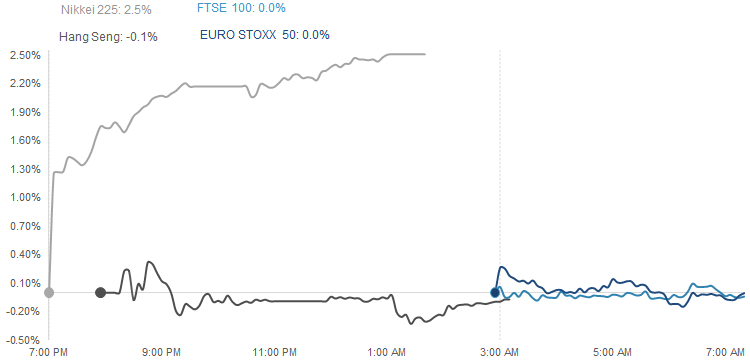 Nikkei 225: 2.5%
FTSE 100: 0.0%
Hang Seng: -0.1%
EURO STOXX 50: 0.0%
2.50%
2.20%
1.90%
1.60%
1.30%
1.00%
0.70%
0.40%
0.10%
-0.20%
-0.50%
7:00 PM
9:00 PM
11:00 PM
1:00 AM
3:00 AM
5:00 AM
7:00 AM